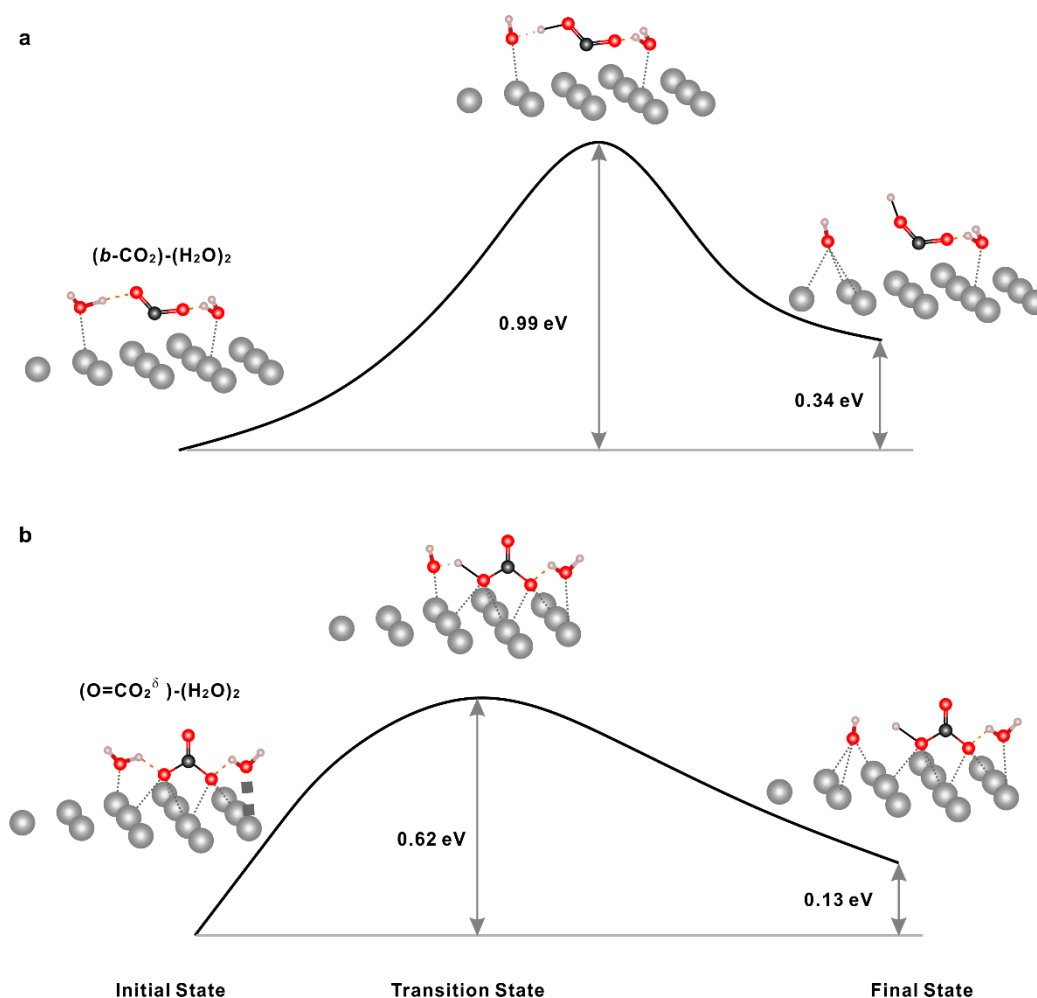 a
(b-CO₂)-(H₂O)₂
0.99 eV
0.34 eV
b
(O=CO₂ᵟ )-(H₂O)₂
0.62 eV
0.13 eV
Initial State
Transition State
Final State